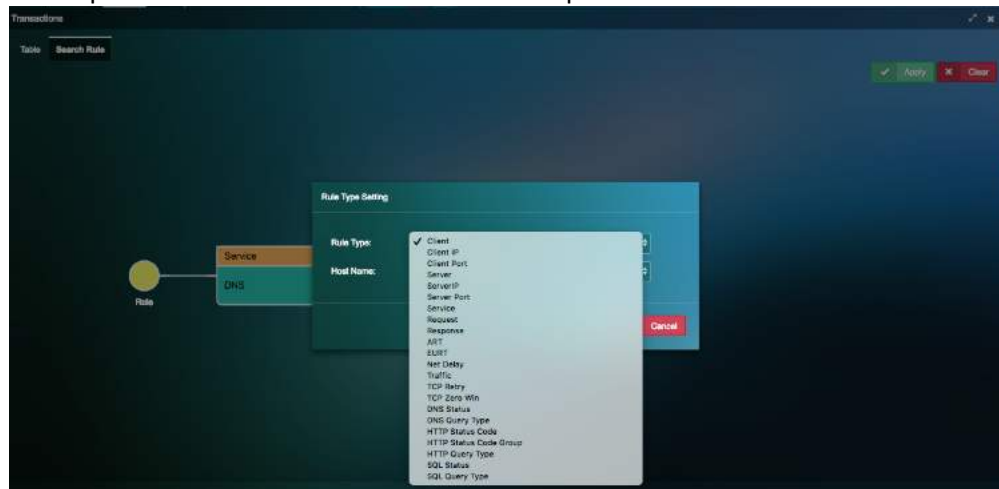 Transactions
Table Search Rule
Apply Clear
Rule Type Setting
Rule Type:
Host Name:
Client
Client IP
Client Port
Server
ServerIP
Server Port
Service
Request
Response
ART
EURT
Net Delay
Traffic
TCP Retry
TCP Zero Win
DNS Status
DNS Query Type
HTTP Status Code
HTTP Status Code Group
HTTP Query Type
SQL Status
SQL Query Type
Cancel
Service
DNS